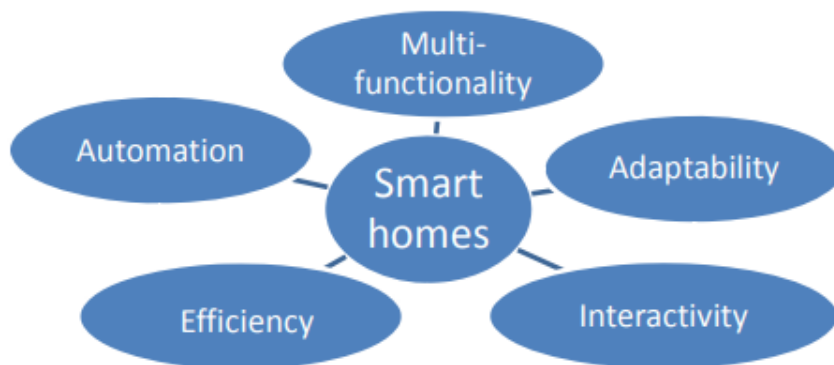 Multi-
functionality
Automation
Adaptability
Smart
homes
Efficiency
Interactivity